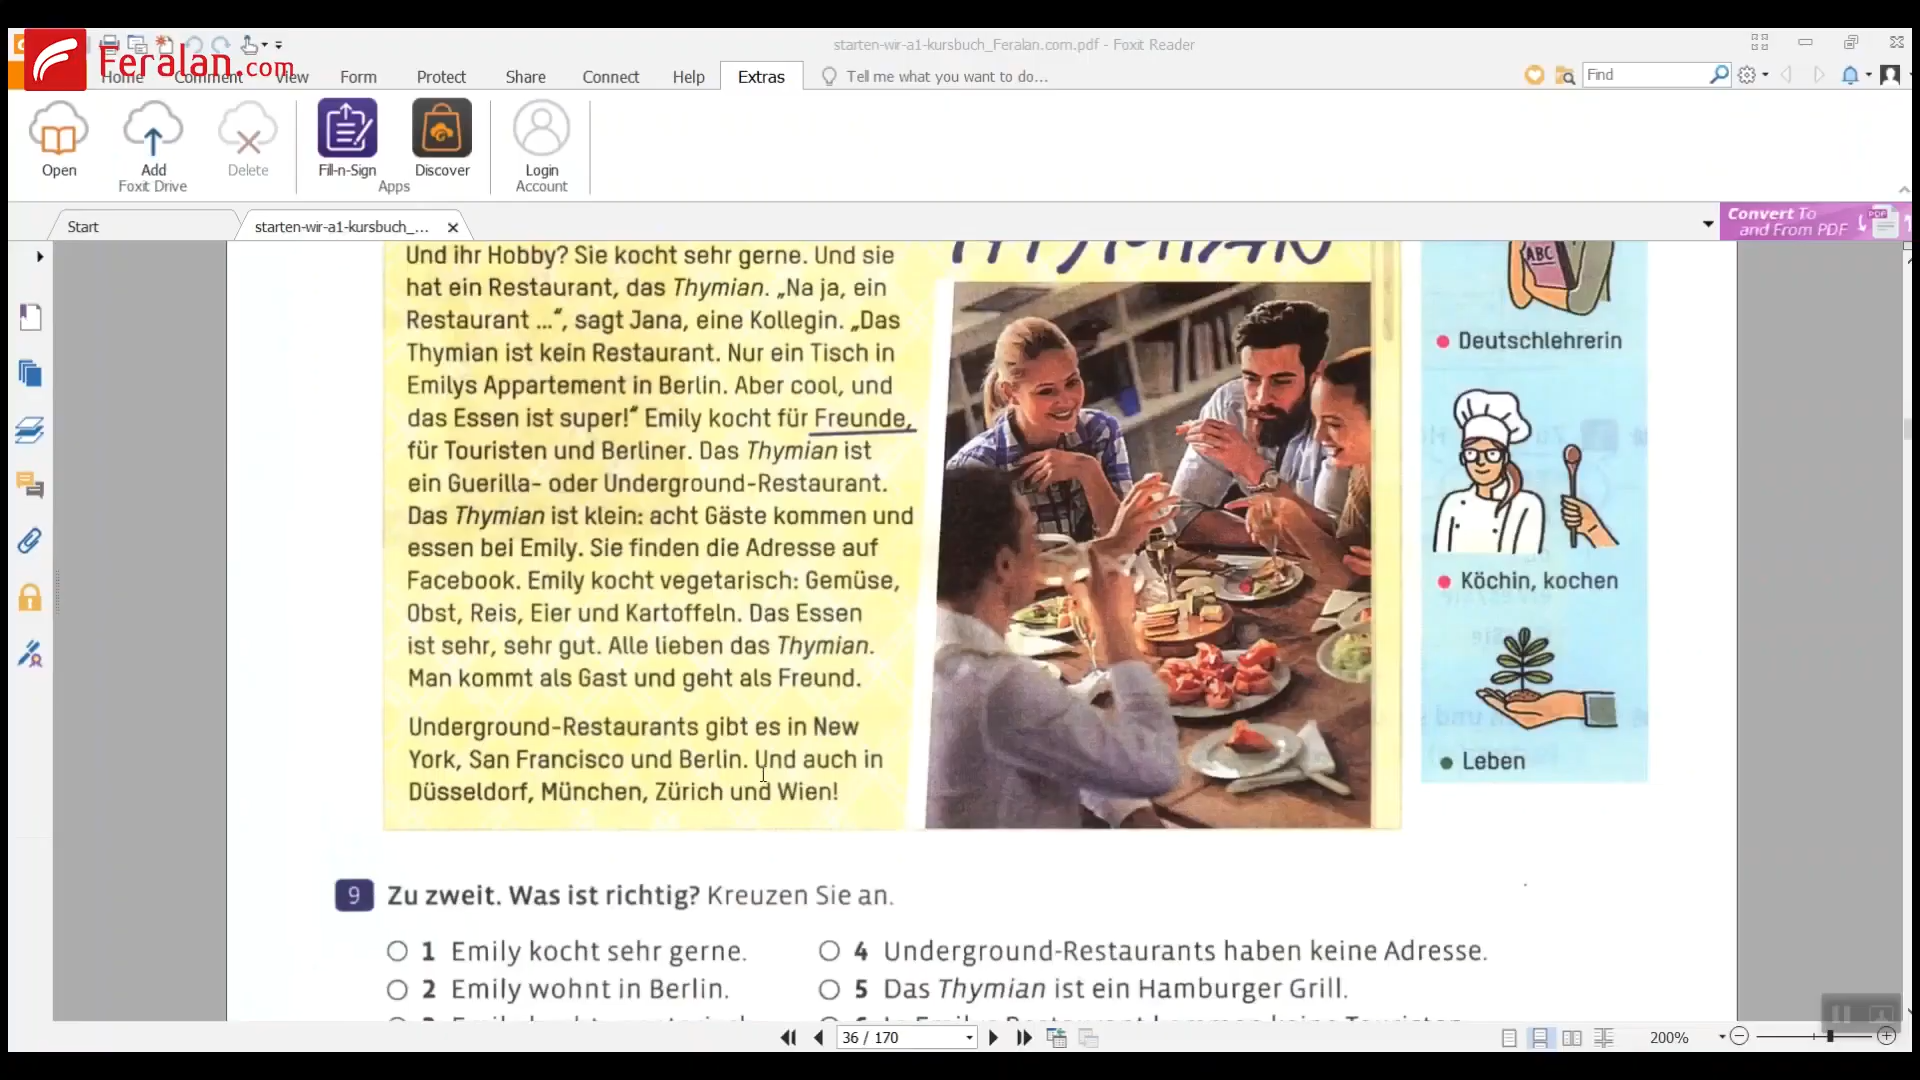 Feralan.com
starten-wir-a1-kursbuch_Feralan.com.pdf - Foxit Reader
Home Comment View Form Protect Share Connect Help Extras Tell me what you want to do... Find
Open Add Delete Fill-n-Sign Discover Login
Foxit Drive Apps Account
Start starten-wir-a1-kursbuch_... Convert To
and From PDF
PDF
THYMIAN
Und ihr Hobby? Sie kocht sehr gerne. Und sie
hat ein Restaurant, das Thymian. „Na ja, ein
Restaurant ...“, sagt Jana, eine Kollegin. „Das
Thymian ist kein Restaurant. Nur ein Tisch in
Emilys Appartement in Berlin. Aber cool, und
das Essen ist super!“ Emily kocht für Freunde,
für Touristen und Berliner. Das Thymian ist
ein Guerilla- oder Underground-Restaurant.
Das Thymian ist klein: acht Gäste kommen und
essen bei Emily. Sie finden die Adresse auf
Facebook. Emily kocht vegetarisch: Gemüse,
Obst, Reis, Eier und Kartoffeln. Das Essen
ist sehr, sehr gut. Alle lieben das Thymian.
Man kommt als Gast und geht als Freund.
Underground-Restaurants gibt es in New
York, San Francisco und Berlin. Und auch in
Düsseldorf, München, Zürich und Wien!
ABC
Deutschlehrerin
Köchin, kochen
Leben
9 Zu zweit. Was ist richtig? Kreuzen Sie an.
1 Emily kocht sehr gerne.
2 Emily wohnt in Berlin.
4 Underground-Restaurants haben keine Adresse.
5 Das Thymian ist ein Hamburger Grill.
36 / 170 200%